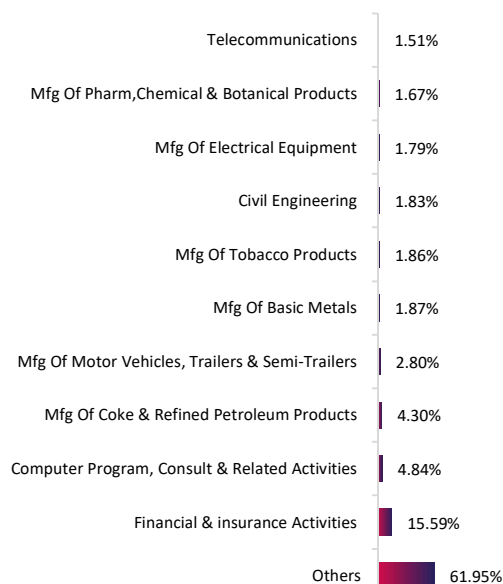 Telecommunications 1.51%
Mfg Of Pharm,Chemical & Botanical Products 1.67%
Mfg Of Electrical Equipment 1.79%
Civil Engineering 1.83%
Mfg Of Tobacco Products 1.86%
Mfg Of Basic Metals 1.87%
Mfg Of Motor Vehicles, Trailers & Semi-Trailers 2.80%
Mfg Of Coke & Refined Petroleum Products 4.30%
Computer Program, Consult & Related Activities 4.84%
Financial & insurance Activities 15.59%
Others 61.95%